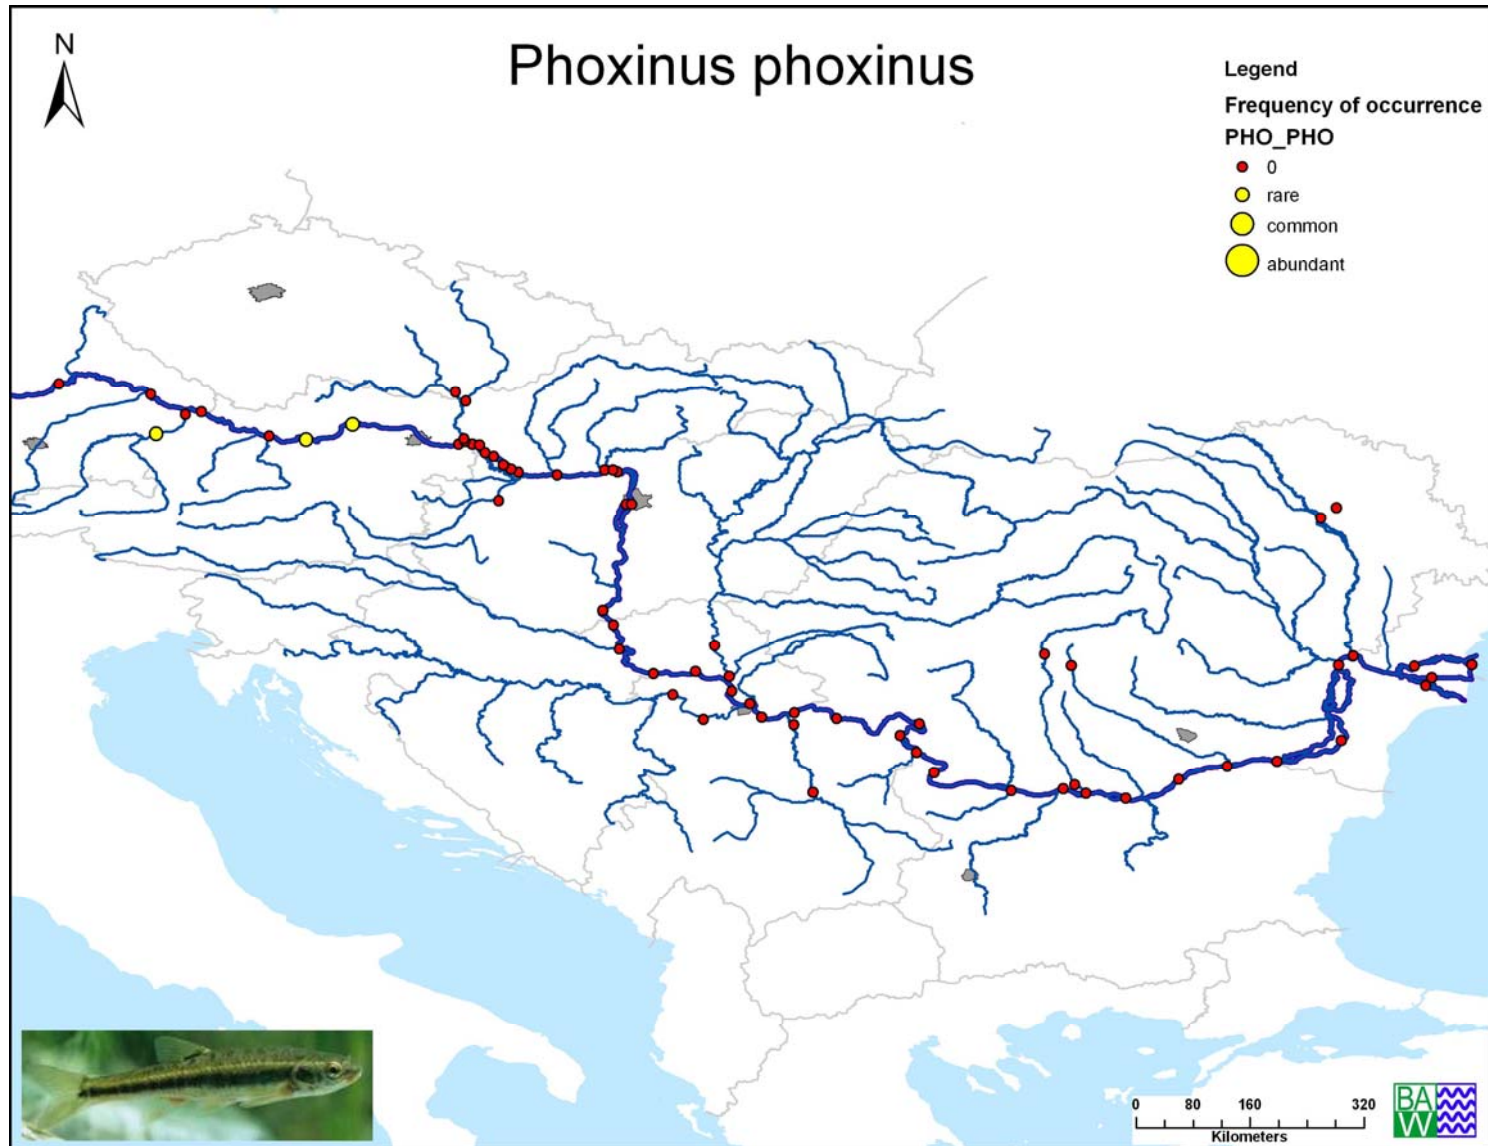 N
Phoxinus phoxinus
Legend
Frequency of occurrence
PHO_PHO
0
rare
common
abundant
0 80 160 320
Kilometers
BA
W